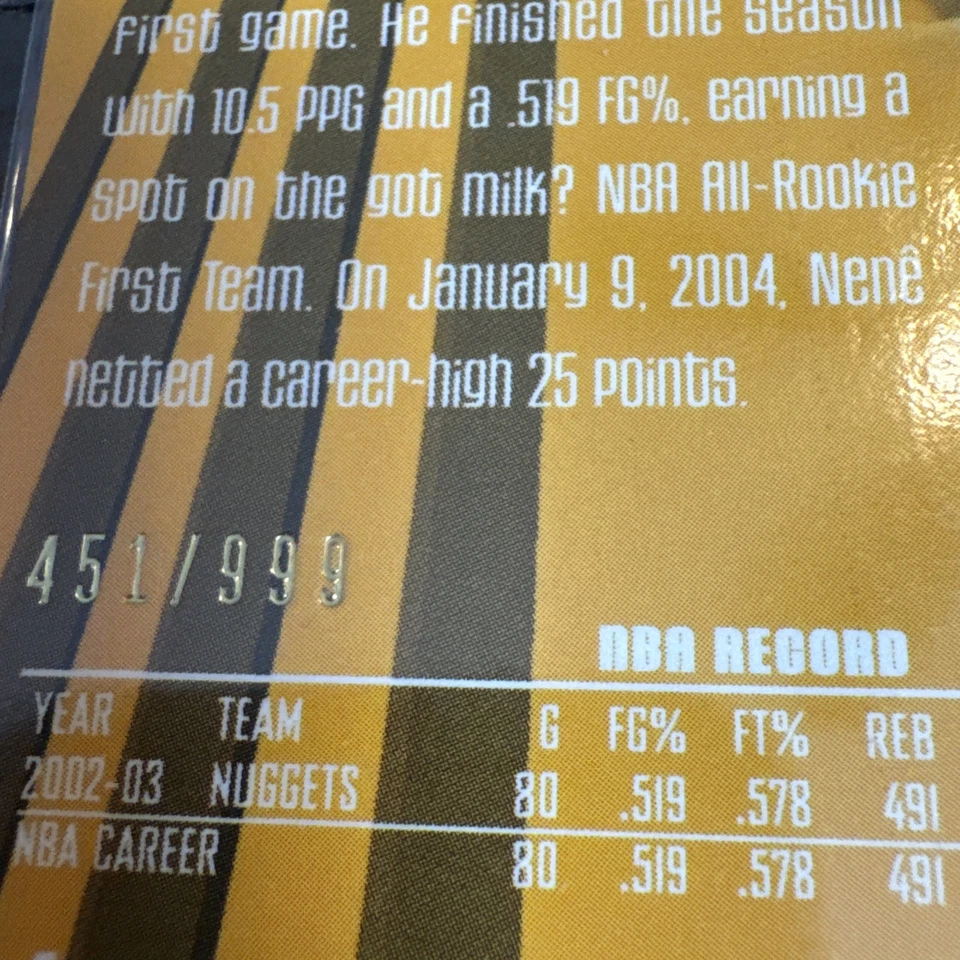 first game. He finished the season
with 10.5 PPG and a .519 FG%, earning a
spot on the got milk? NBA All-Rookie
First Team. On January 9, 2004, Nenê
netted a career-high 25 points.
451/999
NBA RECORD
YEAR TEAM G FG% FT% REB
2002-03 NUGGETS 80 .519 .578 491
NBA CAREER 80 .519 .578 491